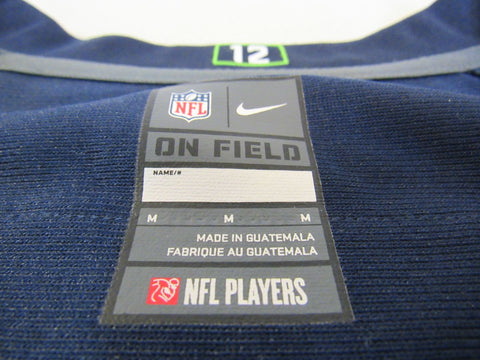 12
NFL
ON FIELD
NAME/#
M M M
MADE IN GUATEMALA
FABRIQUE AU GUATEMALA
NFL PLAYERS